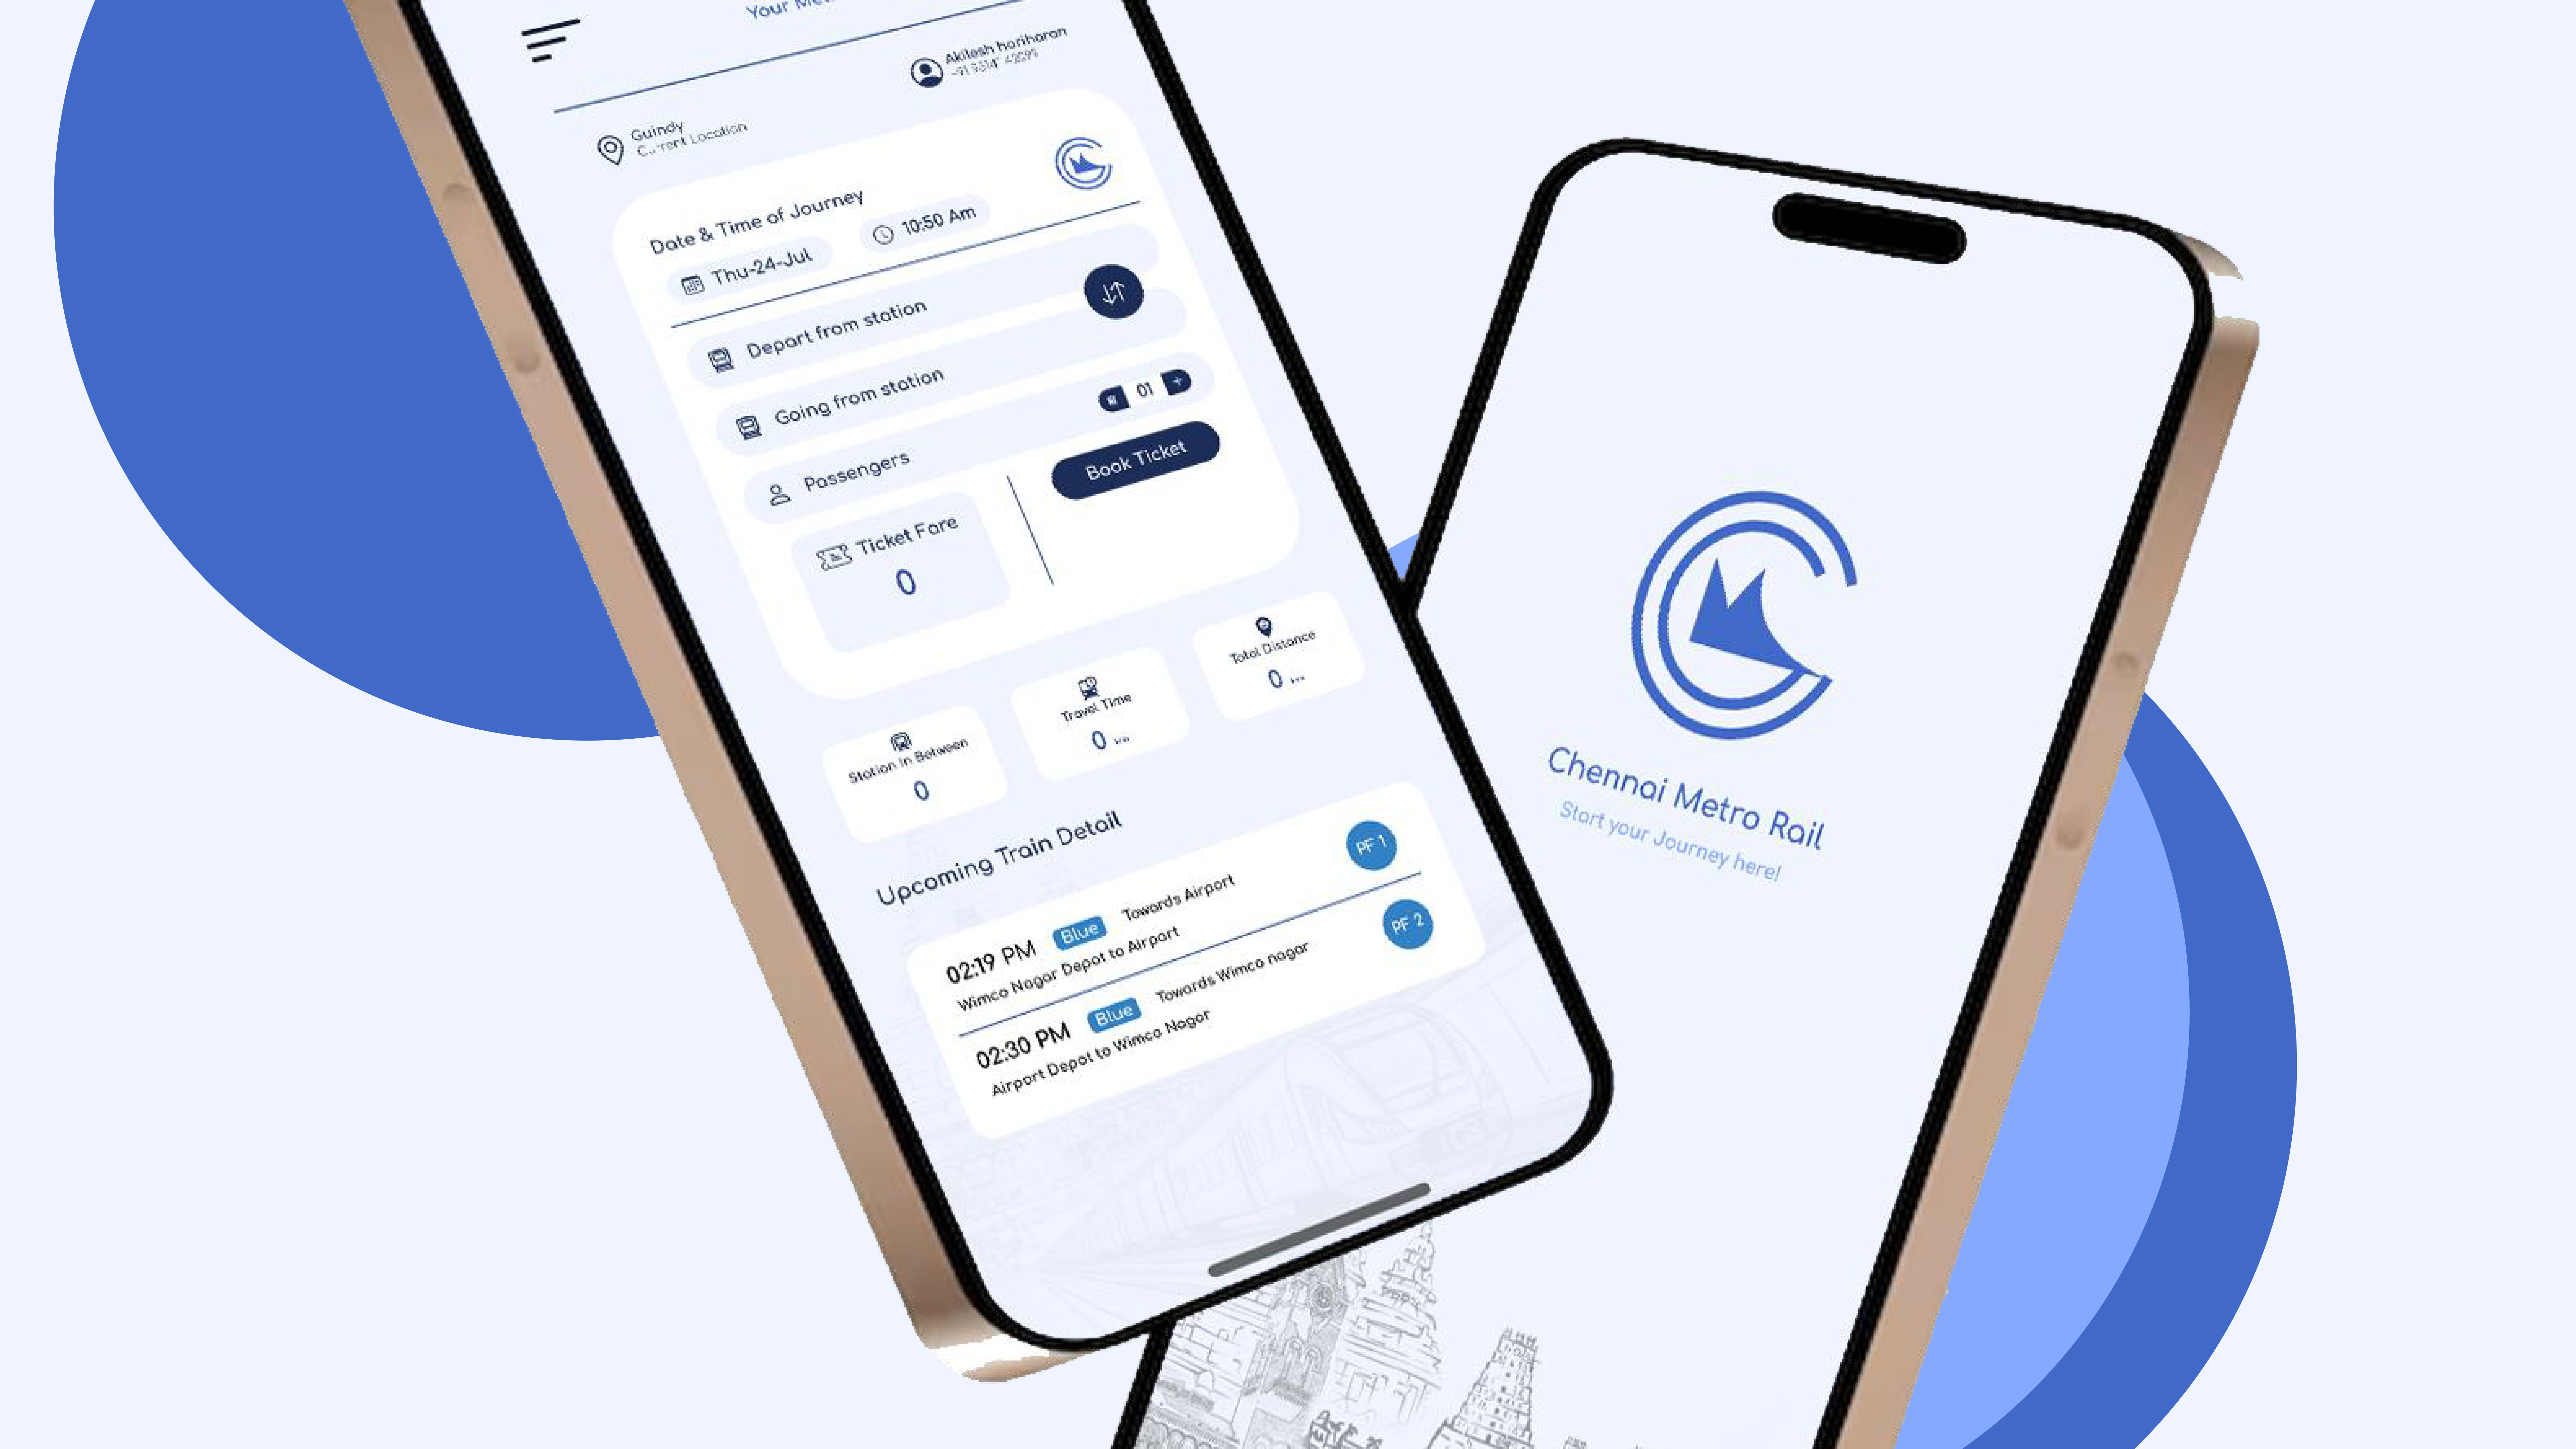 Your
Akilesh hariharan
Guindy
Location
Date & Time of Journey
Thu-24-Jul
10:50 Am
Depart from station
Going from station
Passengers
01 +
Book Ticket
Ticket Fare
0
Station In Between
0
Travel Time
0
Total Distance
0
Upcoming Train Detail
02:19 PM Blue Towards Airport PF 1
Wimco Nagar Depot to Airport
02:30 PM Blue Towards Wimco nagar PF 2
Airport Depot to Wimco Nagar
Chennai Metro Rail
Start your Journey here!